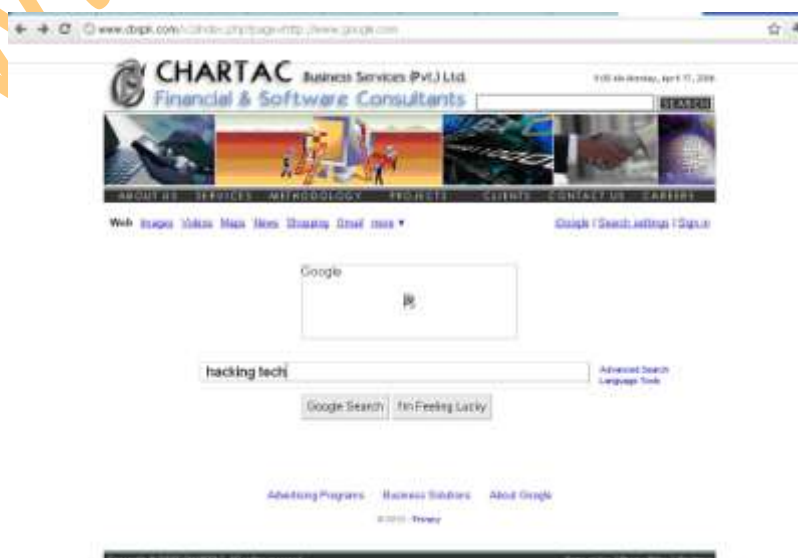 CHARTAC Business Services (Pvt.) Ltd.
Financial & Software Consultants
SEARCH
ABOUT US SERVICES METHODOLOGY PROJECTS CLIENTS CONTACT US CAREERS
Web Images Videos Maps News Shopping Gmail more ▼
Google | Search settings | Sign in
Google
hacking tech
Advanced Search
Language Tools
Google Search I'm Feeling Lucky
Advertising Programs Business Solutions About Google
Privacy